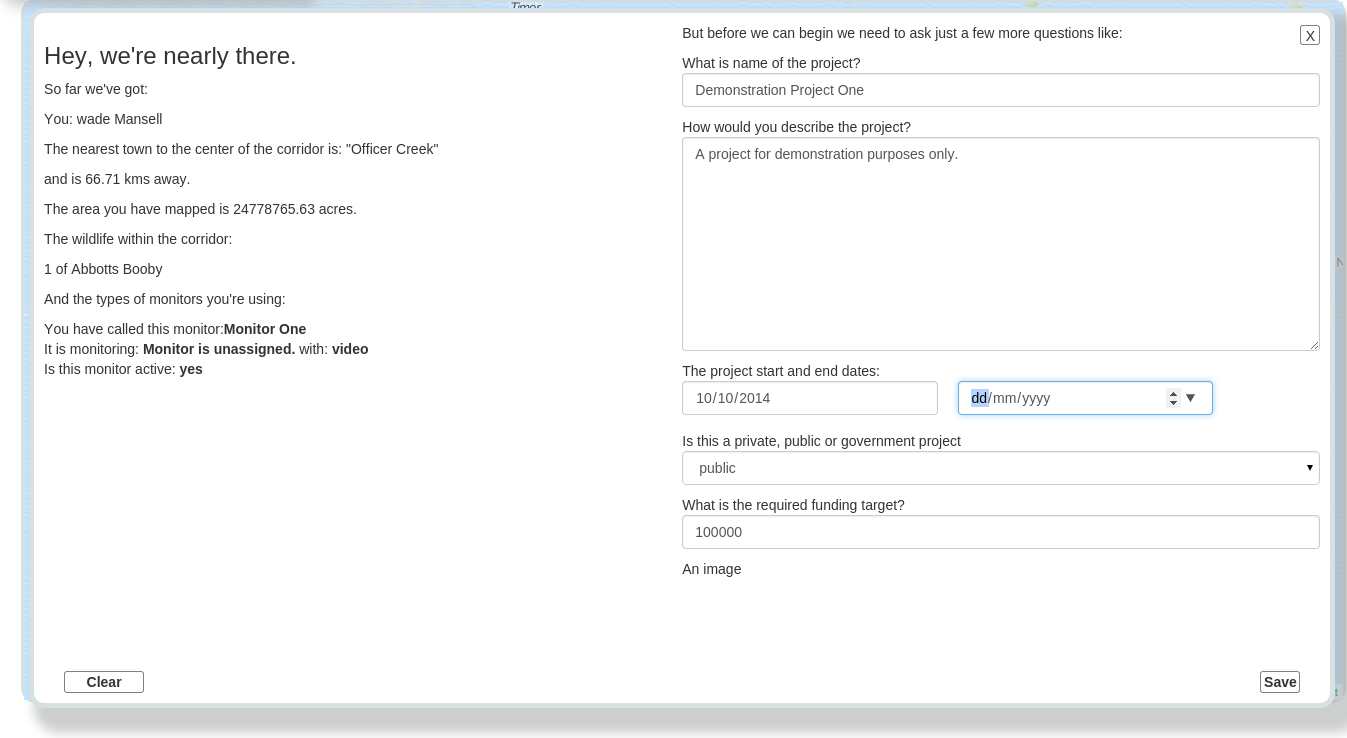 Timor
Hey, we're nearly there.
So far we've got:
You: wade Mansell
The nearest town to the center of the corridor is: "Officer Creek"
and is 66.71 kms away.
The area you have mapped is 24778765.63 acres.
The wildlife within the corridor:
1 of Abbotts Booby
And the types of monitors you're using:
You have called this monitor:Monitor One
It is monitoring: Monitor is unassigned. with: video
Is this monitor active: yes
Clear
But before we can begin we need to ask just a few more questions like:
X
What is name of the project?
Demonstration Project One
How would you describe the project?
A project for demonstration purposes only.
The project start and end dates:
10/10/2014 dd/mm/yyyy
Is this a private, public or government project
public
What is the required funding target?
100000
An image
Save